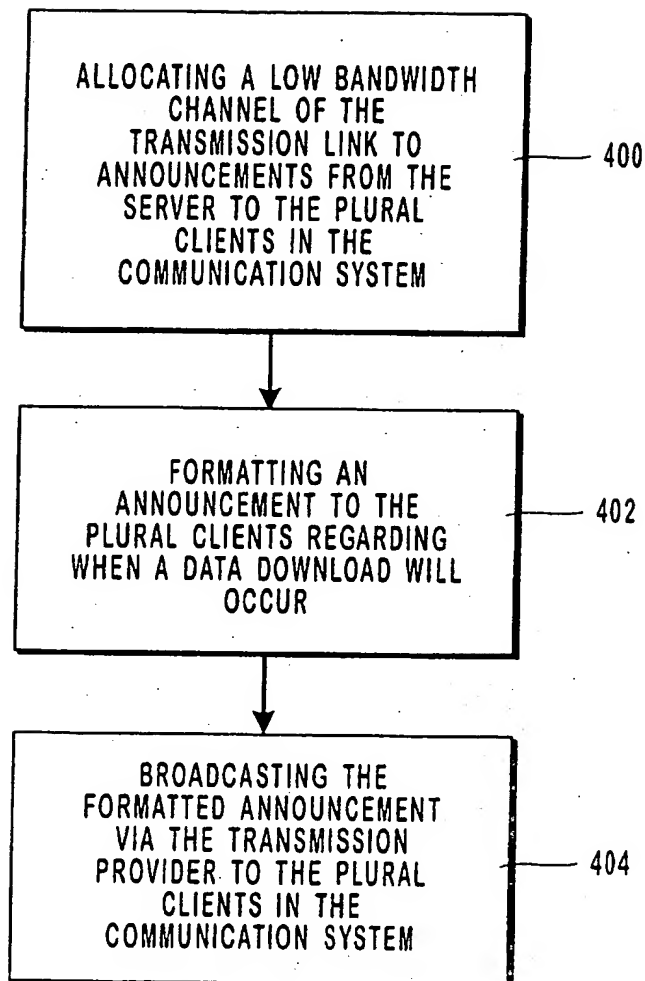 ALLOCATING A LOW BANDWIDTH
CHANNEL OF THE
TRANSMISSION LINK TO
ANNOUNCEMENTS FROM THE
SERVER TO THE PLURAL
CLIENTS IN THE
COMMUNICATION SYSTEM
400
FORMATTING AN
ANNOUNCEMENT TO THE
PLURAL CLIENTS REGARDING
WHEN A DATA DOWNLOAD WILL
OCCUR
402
BROADCASTING THE
FORMATTED ANNOUNCEMENT
VIA THE TRANSMISSION
PROVIDER TO THE PLURAL
CLIENTS IN THE
COMMUNICATION SYSTEM
404